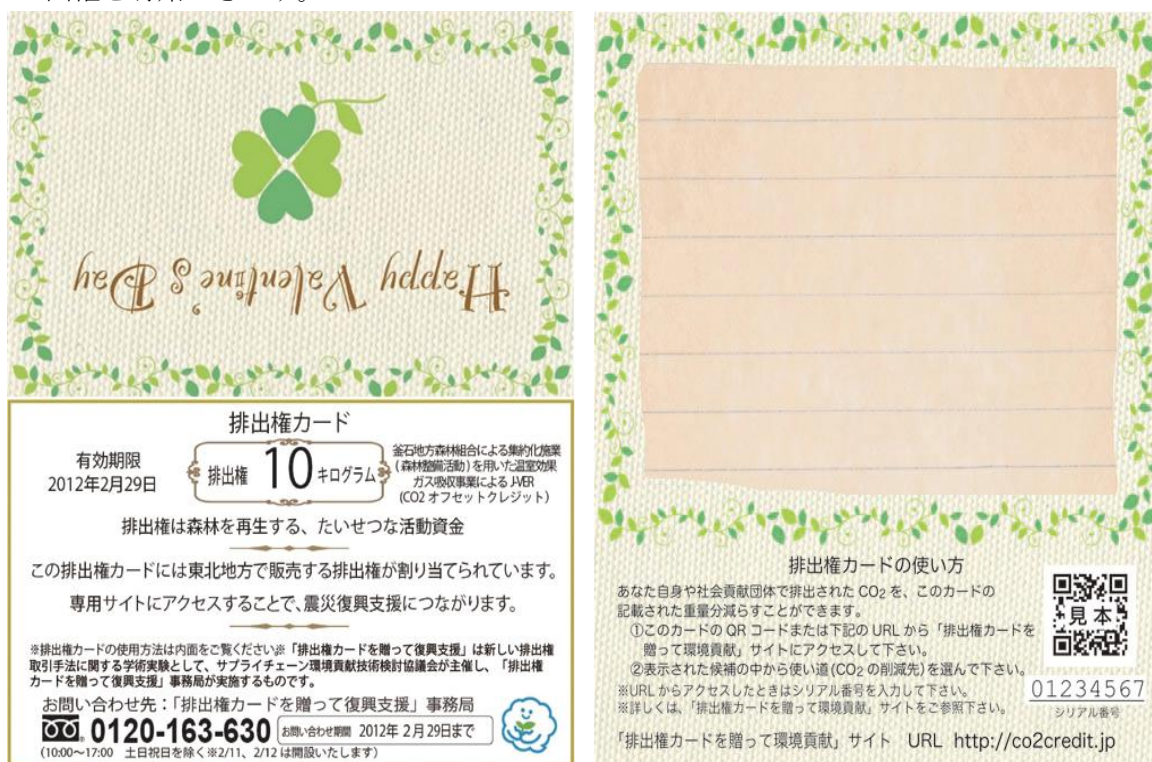 Happy Valentine's Day
排出権カード
有効期限
2012年2月29日
排出権 10 キログラム
釜石地方森林組合による集約化施業
(森林整備活動)を用いた温室効果
ガス吸収事業による J-VER
(CO2 オフセットクレジット)
排出権は森林を再生する、たいせつな活動資金
この排出権カードには東北地方で販売する排出権が割り当てられています。
専用サイトにアクセスすることで、震災復興支援につながります。
※排出権カードの使用方法は内面をご覧ください。※「排出権カードを贈って復興支援」は新しい排出権
取引手法に関する学術実験として、サプライチェーン環境貢献技術検討協議会が主催し、「排出権
カードを贈って復興支援」事務局が実施するものです。
お問い合わせ先:「排出権カードを贈って復興支援」事務局
0120-163-630 お問い合わせ期間 2012年 2月29日まで
(10:00~17:00 土日祝日を除く※2/11、2/12 は開設いたします)
排出権カードの使い方
あなた自身や社会貢献団体で排出された CO2 を、このカードの
記載された重量分減らすことができます。
①このカードの QR コードまたは下記の URL から「排出権カードを
贈って環境貢献」サイトにアクセスして下さい。
②表示された候補の中から使い道(CO2 の削減先)を選んで下さい。
※URL からアクセスしたときはシリアル番号を入力して下さい。
※詳しくは、「排出権カードを贈って環境貢献」サイトをご参照下さい。
見本
01234567
シリアル番号
「排出権カードを贈って環境貢献」サイト URL http://co2credit.jp